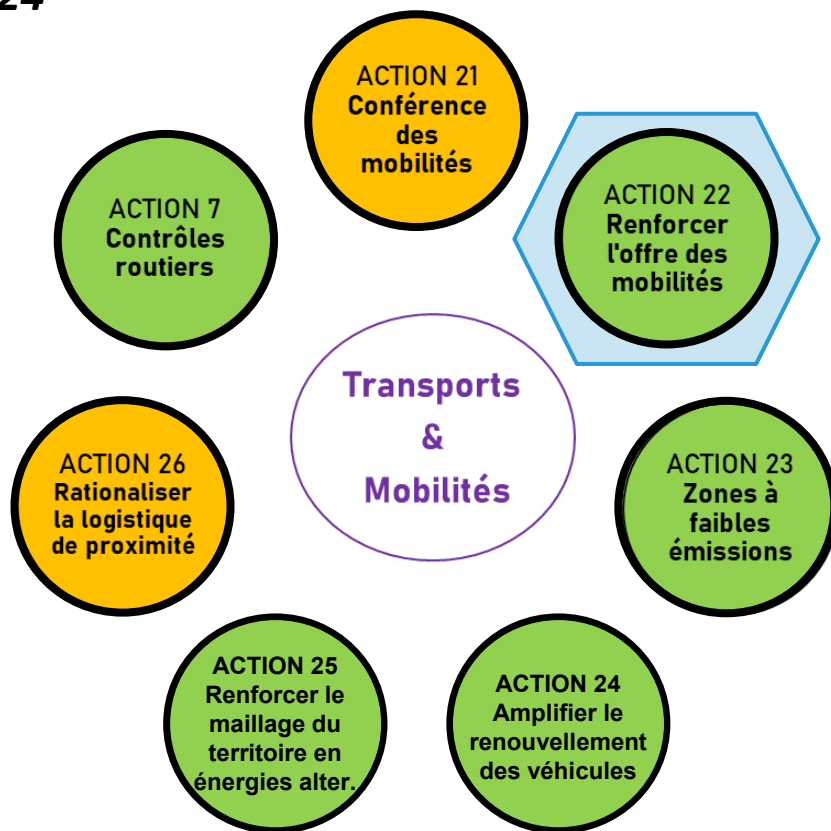 24
ACTION 21
Conférence
des
mobilités
ACTION 22
Renforcer
l'offre des
mobilités
ACTION 7
Contrôles
routiers
Transports
&
Mobilités
ACTION 23
Zones à
faibles
émissions
ACTION 26
Rationaliser
la logistique
de proximité
ACTION 25
Renforcer le
maillage du
territoire en
énergies alter.
ACTION 24
Amplifier le
renouvellement
des véhicules